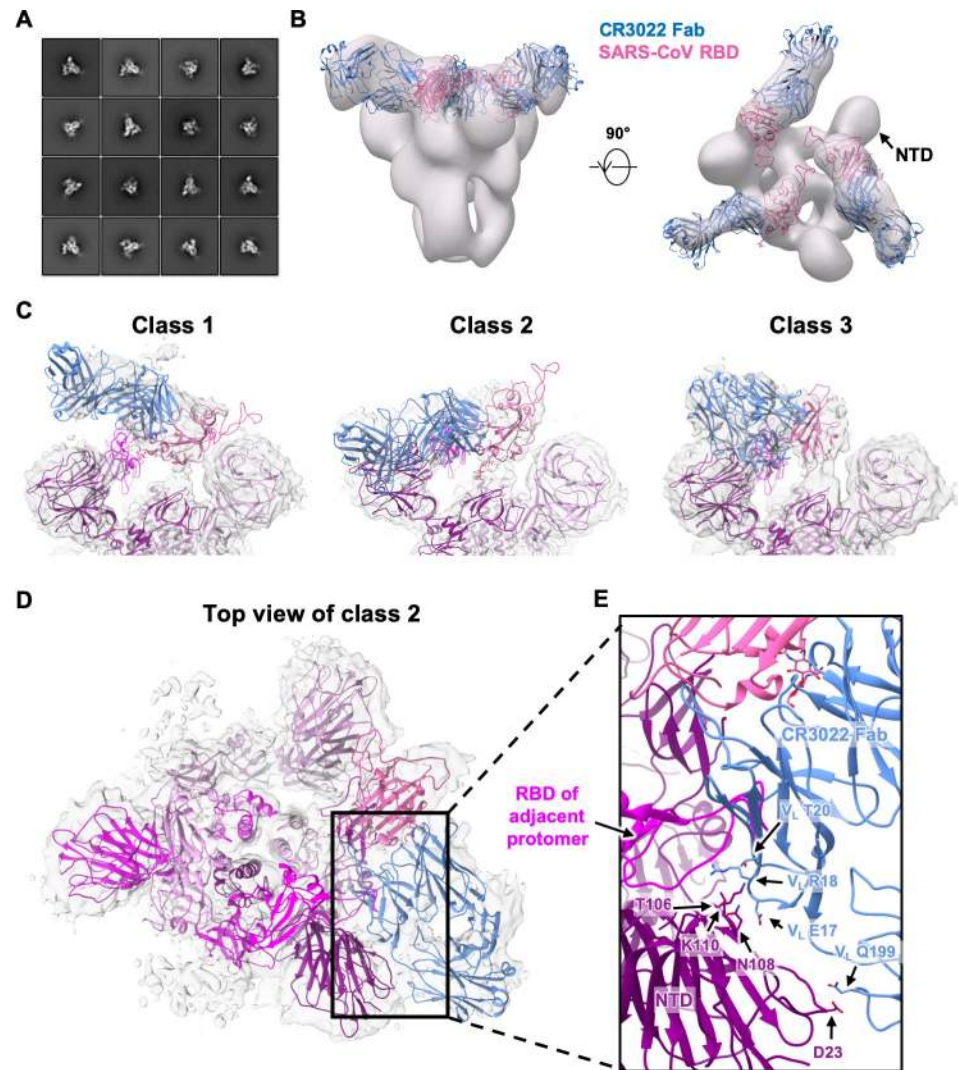 A
B
CR3022 Fab
SARS-CoV RBD
90°
NTD
C
Class 1
Class 2
Class 3
D
Top view of class 2
E
CR3022 Fab
RBD of
adjacent
protomer
VL T20
VL R18
T106
VL E17
K110
N108
VL Q199
NTD
D23